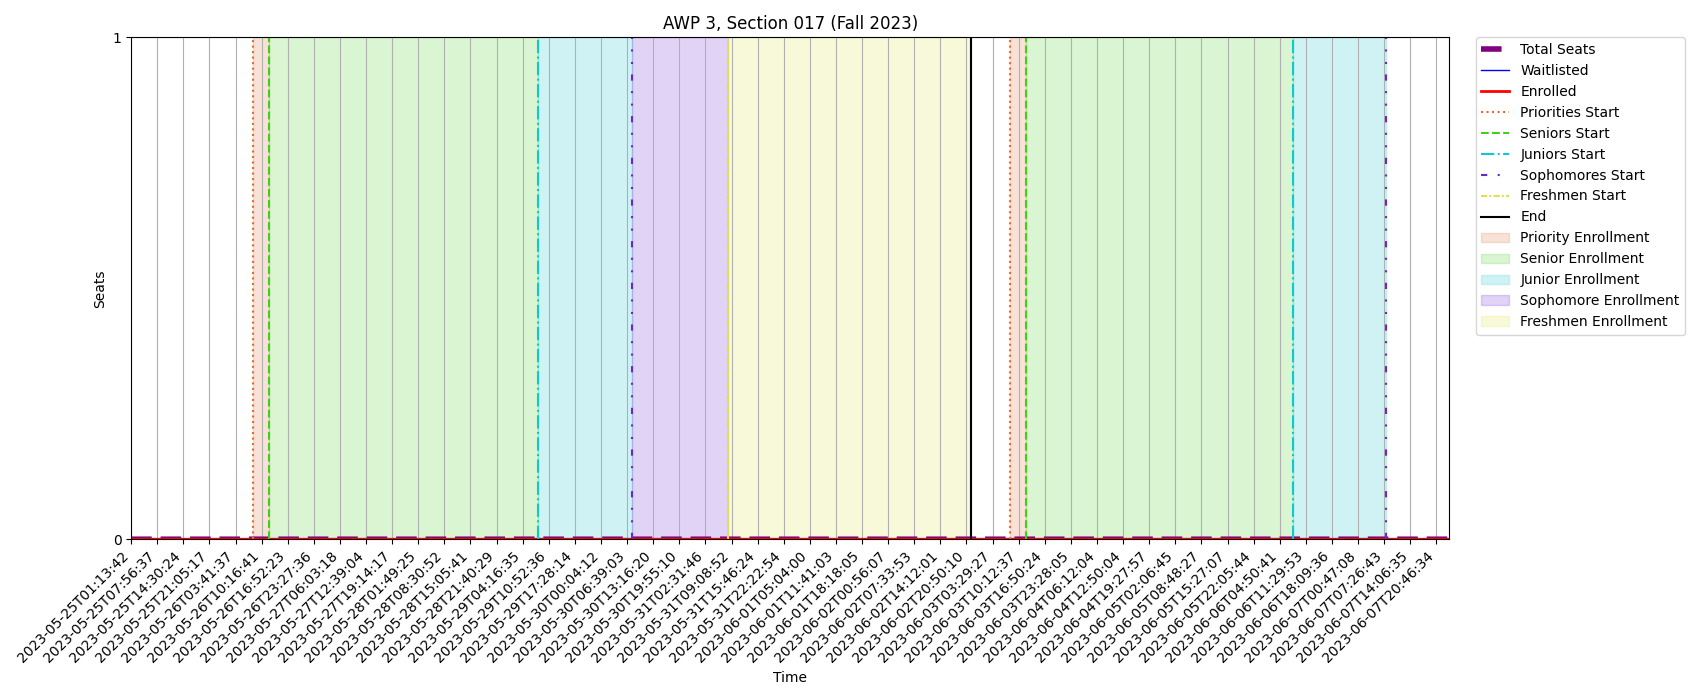 AWP 3, Section 017 (Fall 2023)
1
0
Seats
2023-05-25T01:13:42
2023-05-25T07:56:37
2023-05-25T14:30:24
2023-05-25T21:05:17
2023-05-26T03:41:37
2023-05-26T10:16:41
2023-05-26T16:52:23
2023-05-26T23:27:36
2023-05-27T06:03:18
2023-05-27T12:39:04
2023-05-27T19:14:17
2023-05-28T01:49:25
2023-05-28T08:30:52
2023-05-28T15:05:41
2023-05-28T21:40:29
2023-05-29T04:16:35
2023-05-29T10:52:36
2023-05-29T17:28:14
2023-05-30T00:04:12
2023-05-30T06:39:03
2023-05-30T13:16:20
2023-05-30T19:55:10
2023-05-31T02:31:46
2023-05-31T09:08:52
2023-05-31T15:46:24
2023-05-31T22:22:54
2023-06-01T05:04:00
2023-06-01T11:41:03
2023-06-01T18:18:05
2023-06-02T00:56:07
2023-06-02T07:33:53
2023-06-02T14:12:01
2023-06-02T20:50:10
2023-06-03T03:29:27
2023-06-03T10:12:37
2023-06-03T16:50:24
2023-06-03T23:28:05
2023-06-04T06:12:04
2023-06-04T12:50:04
2023-06-04T19:27:57
2023-06-05T02:06:45
2023-06-05T08:48:27
2023-06-05T15:27:07
2023-06-05T22:05:44
2023-06-06T04:50:41
2023-06-06T11:29:53
2023-06-06T18:09:36
2023-06-07T00:47:08
2023-06-07T07:26:43
2023-06-07T14:06:35
2023-06-07T20:46:34
Time
Total Seats
Waitlisted
Enrolled
Priorities Start
Seniors Start
Juniors Start
Sophomores Start
Freshmen Start
End
Priority Enrollment
Senior Enrollment
Junior Enrollment
Sophomore Enrollment
Freshmen Enrollment